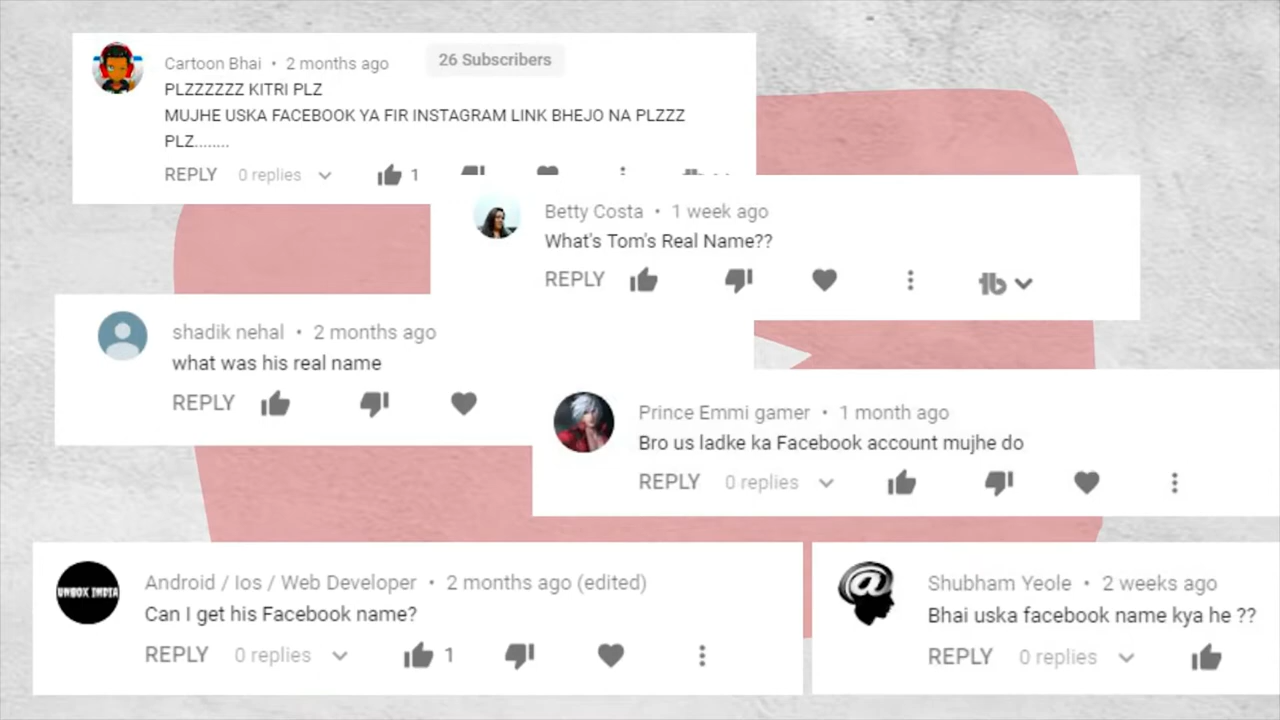 Cartoon Bhai • 2 months ago
26 Subscribers
PLZZZZZZ KITRI PLZ
MUJHE USKA FACEBOOK YA FIR INSTAGRAM LINK BHEJO NA PLZZZ
PLZ........
REPLY 0 replies 1
Betty Costa • 1 week ago
What's Tom's Real Name??
REPLY
shadik nehal • 2 months ago
what was his real name
REPLY
Prince Emmi gamer • 1 month ago
Bro us ladke ka Facebook account mujhe do
REPLY 0 replies
UNBOX INDIA
Android / Ios / Web Developer • 2 months ago (edited)
Can I get his Facebook name?
REPLY 0 replies 1
Shubham Yeole • 2 weeks ago
Bhai uska facebook name kya he ??
REPLY 0 replies